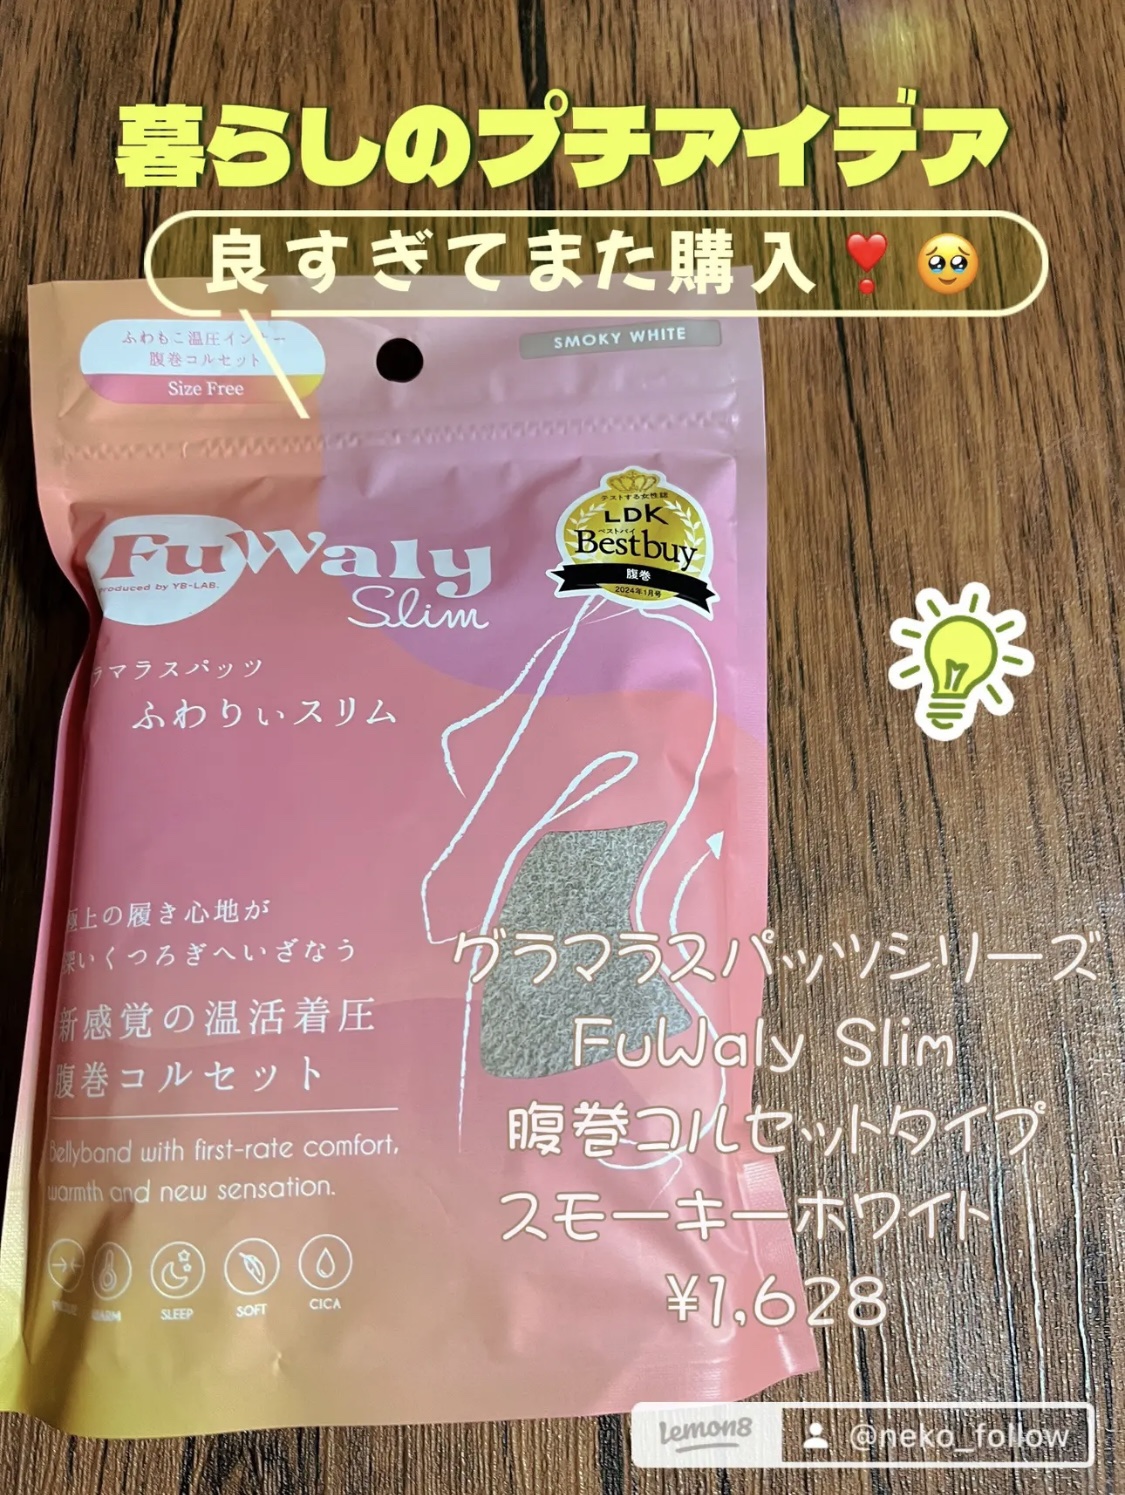 暮らしのプチアイデア
良すぎてまた購入❣️🥹
ふわもこ温圧インナー
腹巻コルセット
Size Free
SMOKY WHITE
テストする女性誌
LDK
ベストバイ
Best buy
腹巻
2024年1月号
FuWaly
Produced by YB-LAB.
Slim
ラマラスパッツ
ふわりぃスリム
極上の履き心地が
深いくつろぎへいざなう
新感覚の温活着圧
腹巻コルセット
Bellyband with first-rate comfort,
warmth and new sensation.
WARM SLEEP SOFT CICA
グラマラスパッツシリーズ
FuWaly Slim
腹巻コルセットタイプ
スモーキーホワイト
¥1,628
Lemon8 @neko_follow